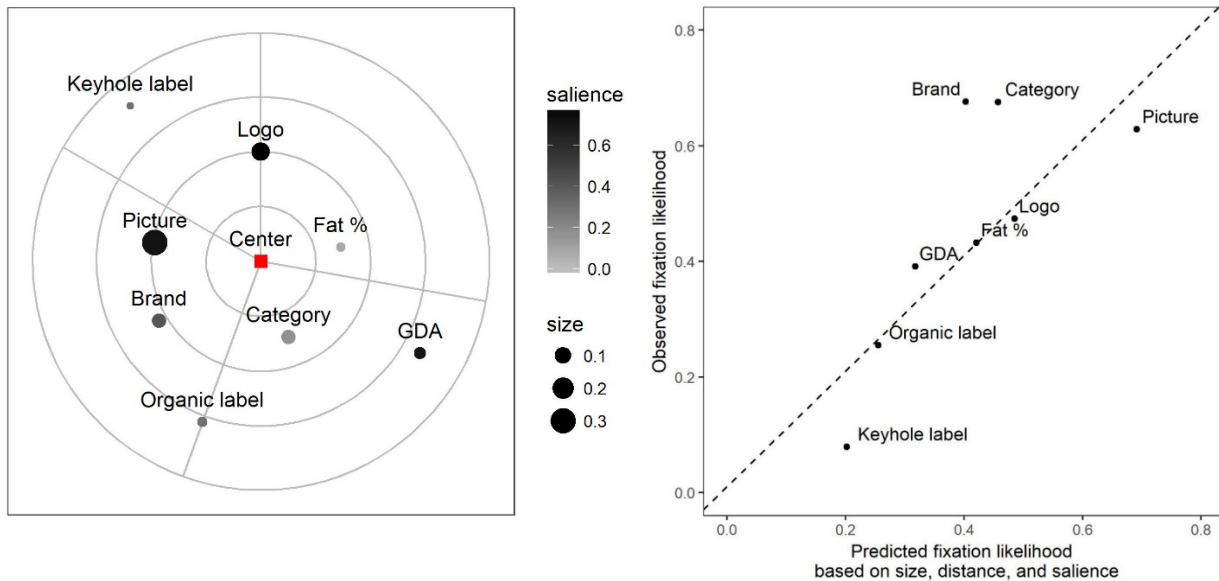 Keyhole label
Logo
Picture
Center
Fat %
Brand
Category
GDA
Organic label
salience
0.6
0.4
0.2
0.0
size
0.1
0.2
0.3
Observed fixation likelihood
0.8
0.6
0.4
0.2
0.0
Brand
Category
Picture
Logo
Fat %
GDA
Organic label
Keyhole label
0.0 0.2 0.4 0.6 0.8
Predicted fixation likelihood
based on size, distance, and salience